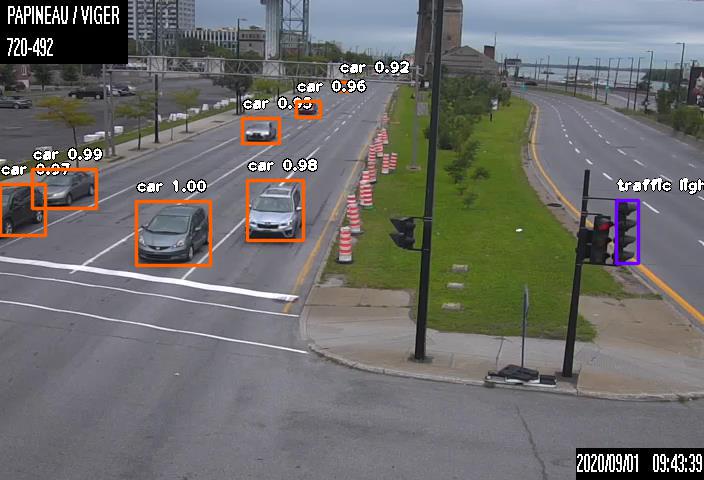 PAPINEAU / VIGER
720-492
car 0.92
car 0.96
car 0.99
car 0.98
car 1.00
traffic ligh
2020/09/01 09:43:39